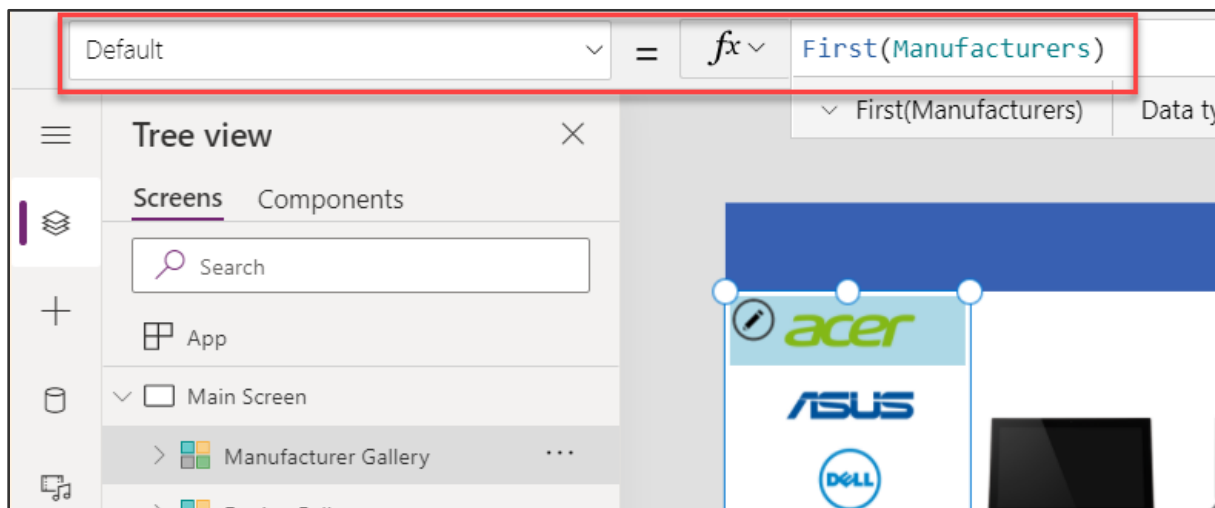 Default = fx First(Manufacturers)
First(Manufacturers) Data ty
Tree view
Screens Components
Search
App
Main Screen
Manufacturer Gallery ...
acer
ASUS
DELL